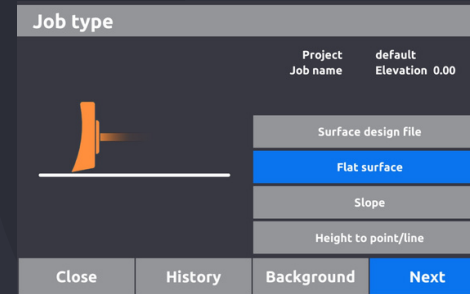 Job type
Project default
Job name Elevation 0.00
Surface design file
Flat surface
Slope
Height to point/line
Close History Background Next